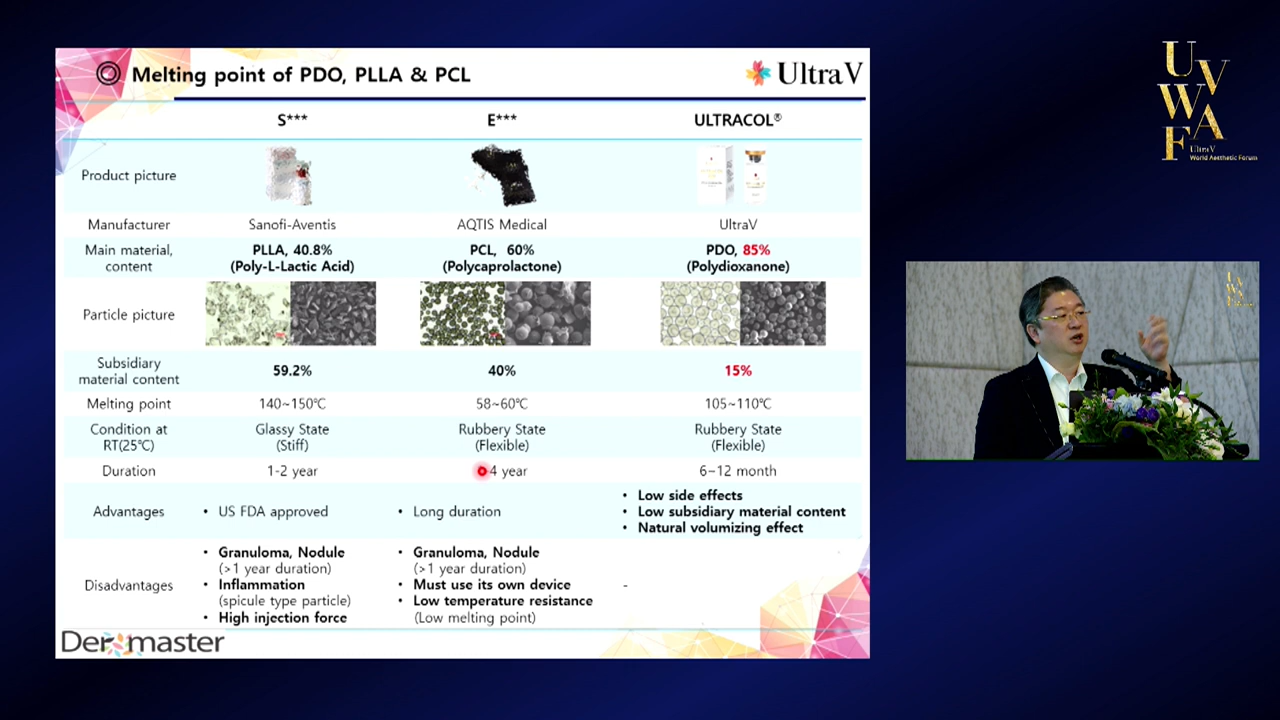 Melting point of PDO, PLLA & PCL
UltraV
S*** E*** ULTRACOL®
Product picture
Manufacturer Sanofi-Aventis AQTIS Medical UltraV
Main material, content PLLA, 40.8% (Poly-L-Lactic Acid) PCL, 60% (Polycaprolactone) PDO, 85% (Polydioxanone)
Particle picture
Subsidiary material content 59.2% 40% 15%
Melting point 140~150℃ 58~60℃ 105~110℃
Condition at RT(25℃) Glassy State (Stiff) Rubbery State (Flexible) Rubbery State (Flexible)
Duration 1-2 year 4 year 6~12 month
Advantages
• US FDA approved
• Long duration
• Low side effects
• Low subsidiary material content
• Natural volumizing effect
Disadvantages
• Granuloma, Nodule
(>1 year duration)
• Inflammation
(spicule type particle)
• High injection force
• Granuloma, Nodule
(>1 year duration)
• Must use its own device
• Low temperature resistance
(Low melting point)
-
Dermaster
UVWAF
UltraV
World Aesthetic Forum